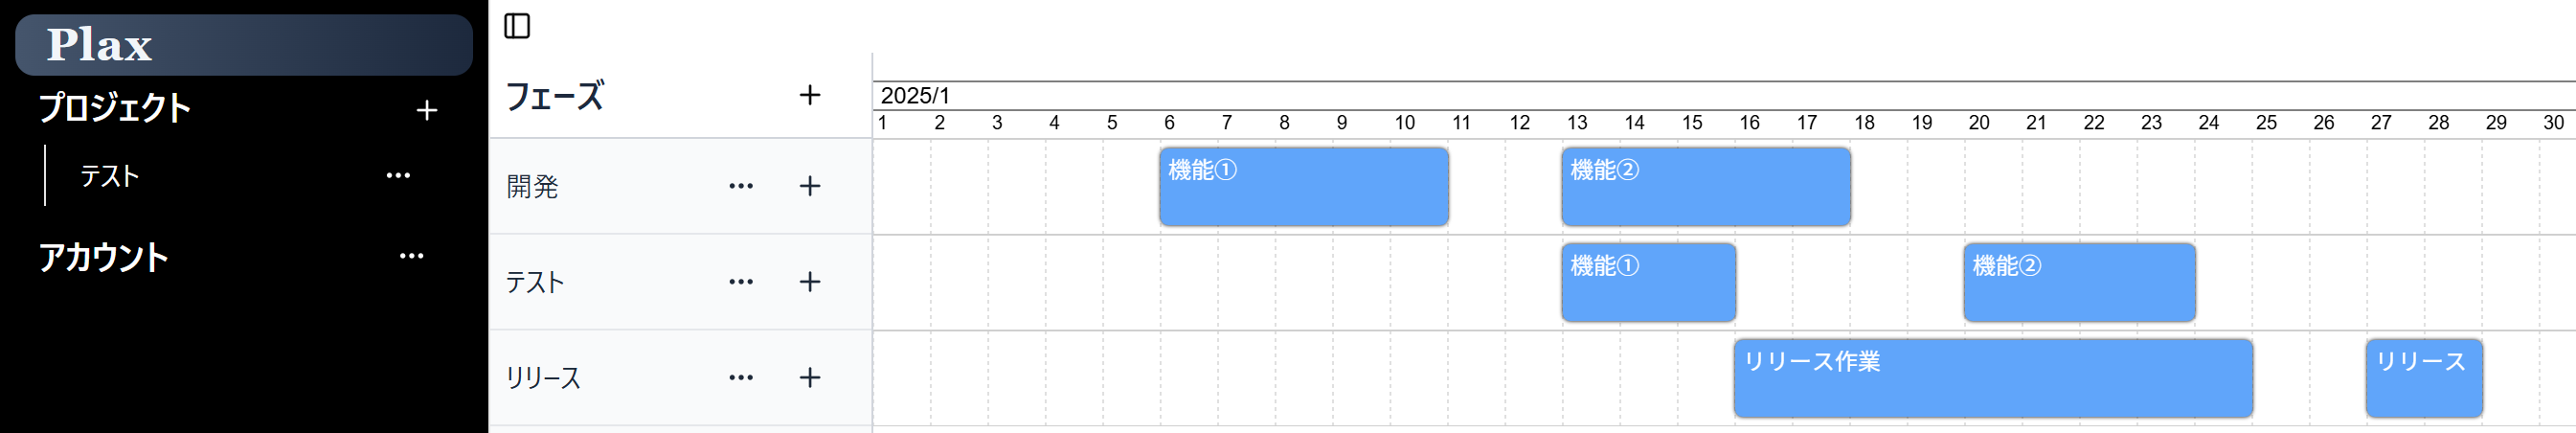 Plax
プロジェクト
テスト
アカウント
フェーズ
2025/1
1 2 3 4 5 6 7 8 9 10 11 12 13 14 15 16 17 18 19 20 21 22 23 24 25 26 27 28 29 30
開発
機能① 機能②
テスト
機能① 機能②
リリース
リリース作業 リリース